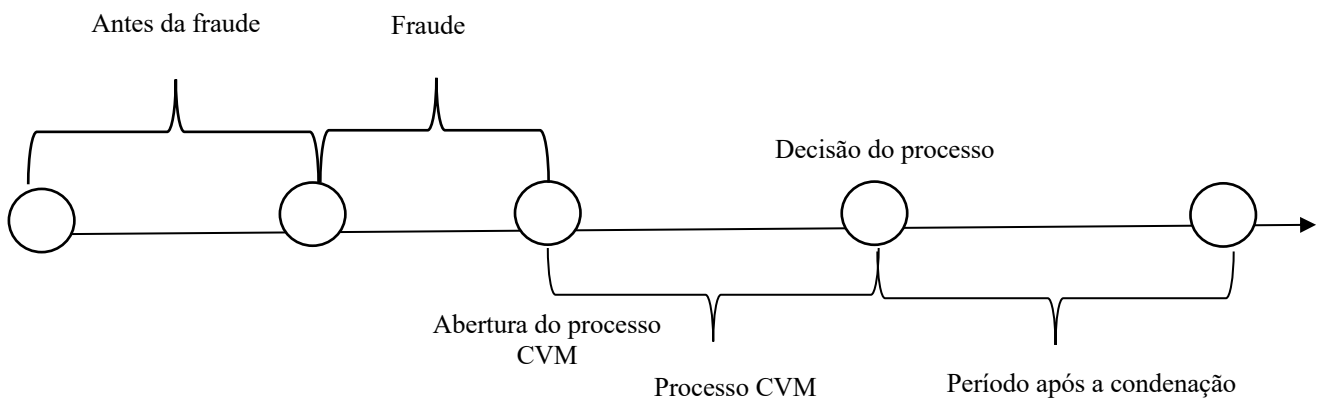 Antes da fraude
Fraude
Decisão do processo
Abertura do processo
CVM
Processo CVM
Período após a condenação